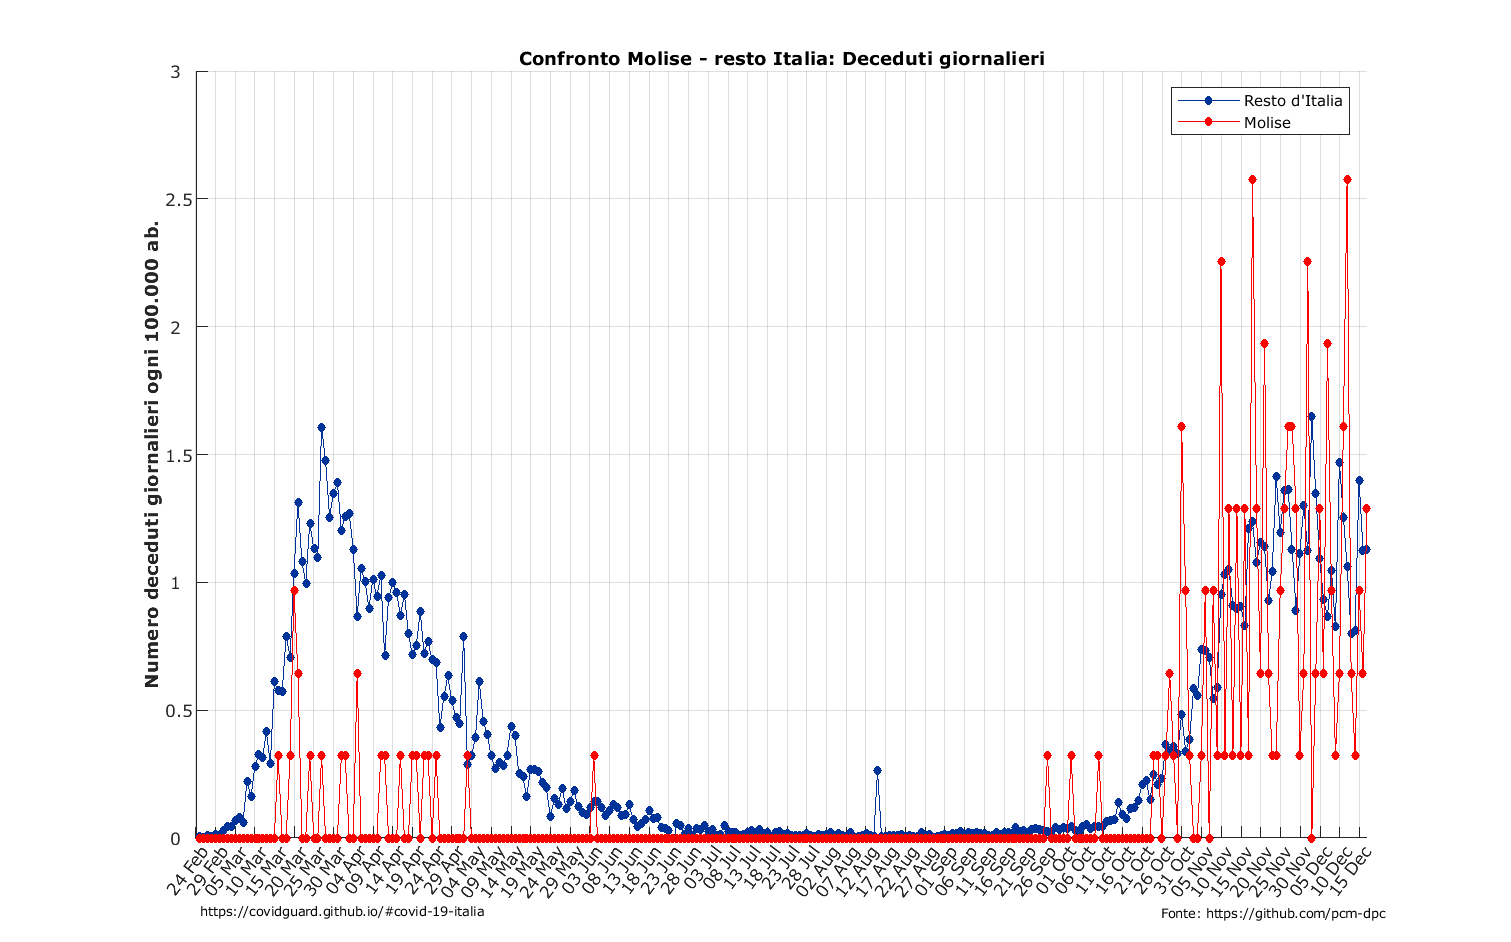 Confronto Molise - resto Italia: Deceduti giornalieri
Resto d'Italia
Molise
Numero deceduti giornalieri ogni 100.000 ab.
3
2.5
2
1.5
1
0.5
0
24 Feb
29 Feb
05 Mar
10 Mar
15 Mar
20 Mar
25 Mar
30 Mar
04 Apr
09 Apr
14 Apr
19 Apr
24 Apr
29 Apr
04 May
09 May
14 May
19 May
24 May
29 May
03 Jun
08 Jun
13 Jun
18 Jun
23 Jun
28 Jun
03 Jul
08 Jul
13 Jul
18 Jul
23 Jul
28 Jul
02 Aug
07 Aug
12 Aug
17 Aug
22 Aug
27 Aug
01 Sep
06 Sep
11 Sep
16 Sep
21 Sep
26 Sep
01 Oct
06 Oct
11 Oct
16 Oct
21 Oct
26 Oct
31 Oct
05 Nov
10 Nov
15 Nov
20 Nov
25 Nov
30 Nov
05 Dec
10 Dec
15 Dec
https://covidguard.github.io/#covid-19-italia
Fonte: https://github.com/pcm-dpc